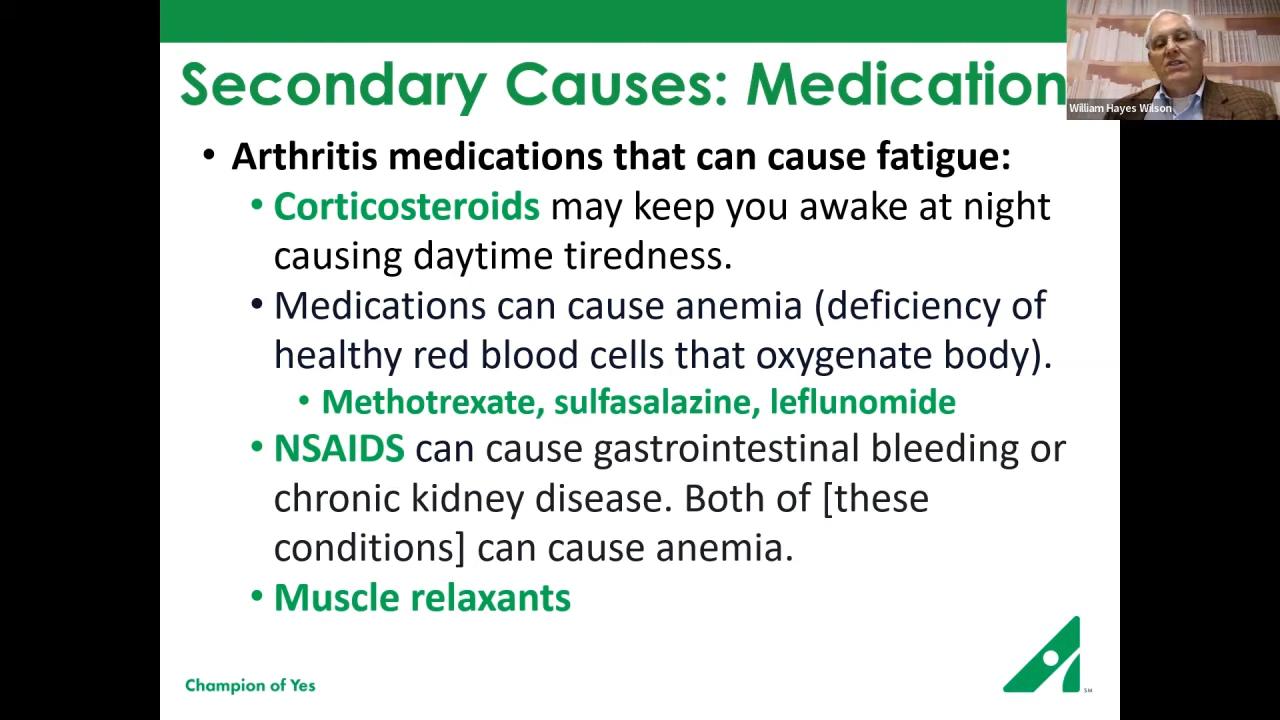 Secondary Causes: Medication
William Hayes Wilson
• Arthritis medications that can cause fatigue:
• Corticosteroids may keep you awake at night
causing daytime tiredness.
• Medications can cause anemia (deficiency of
healthy red blood cells that oxygenate body).
• Methotrexate, sulfasalazine, leflunomide
• NSAIDS can cause gastrointestinal bleeding or
chronic kidney disease. Both of [these
conditions] can cause anemia.
• Muscle relaxants
Champion of Yes
SM